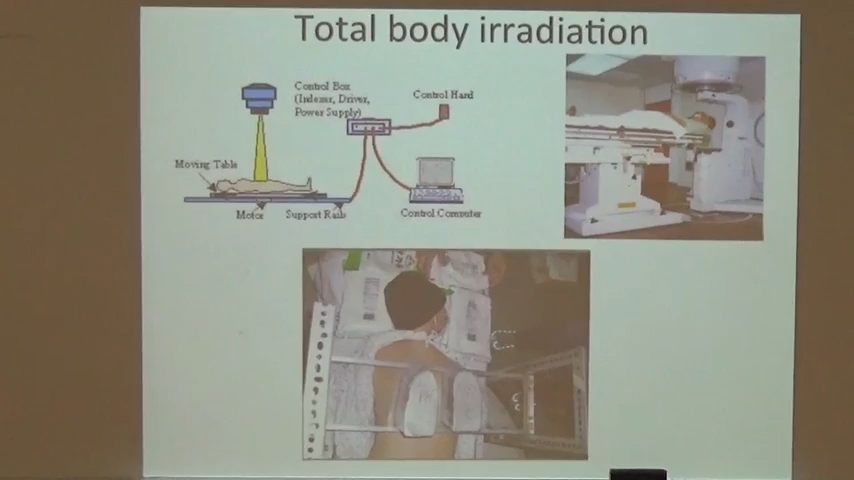 Total body irradiation
Control Box
(Indexer, Driver,
Power Supply)
Control Hand
Moving Table
Motor
Support Rails
Control Computer